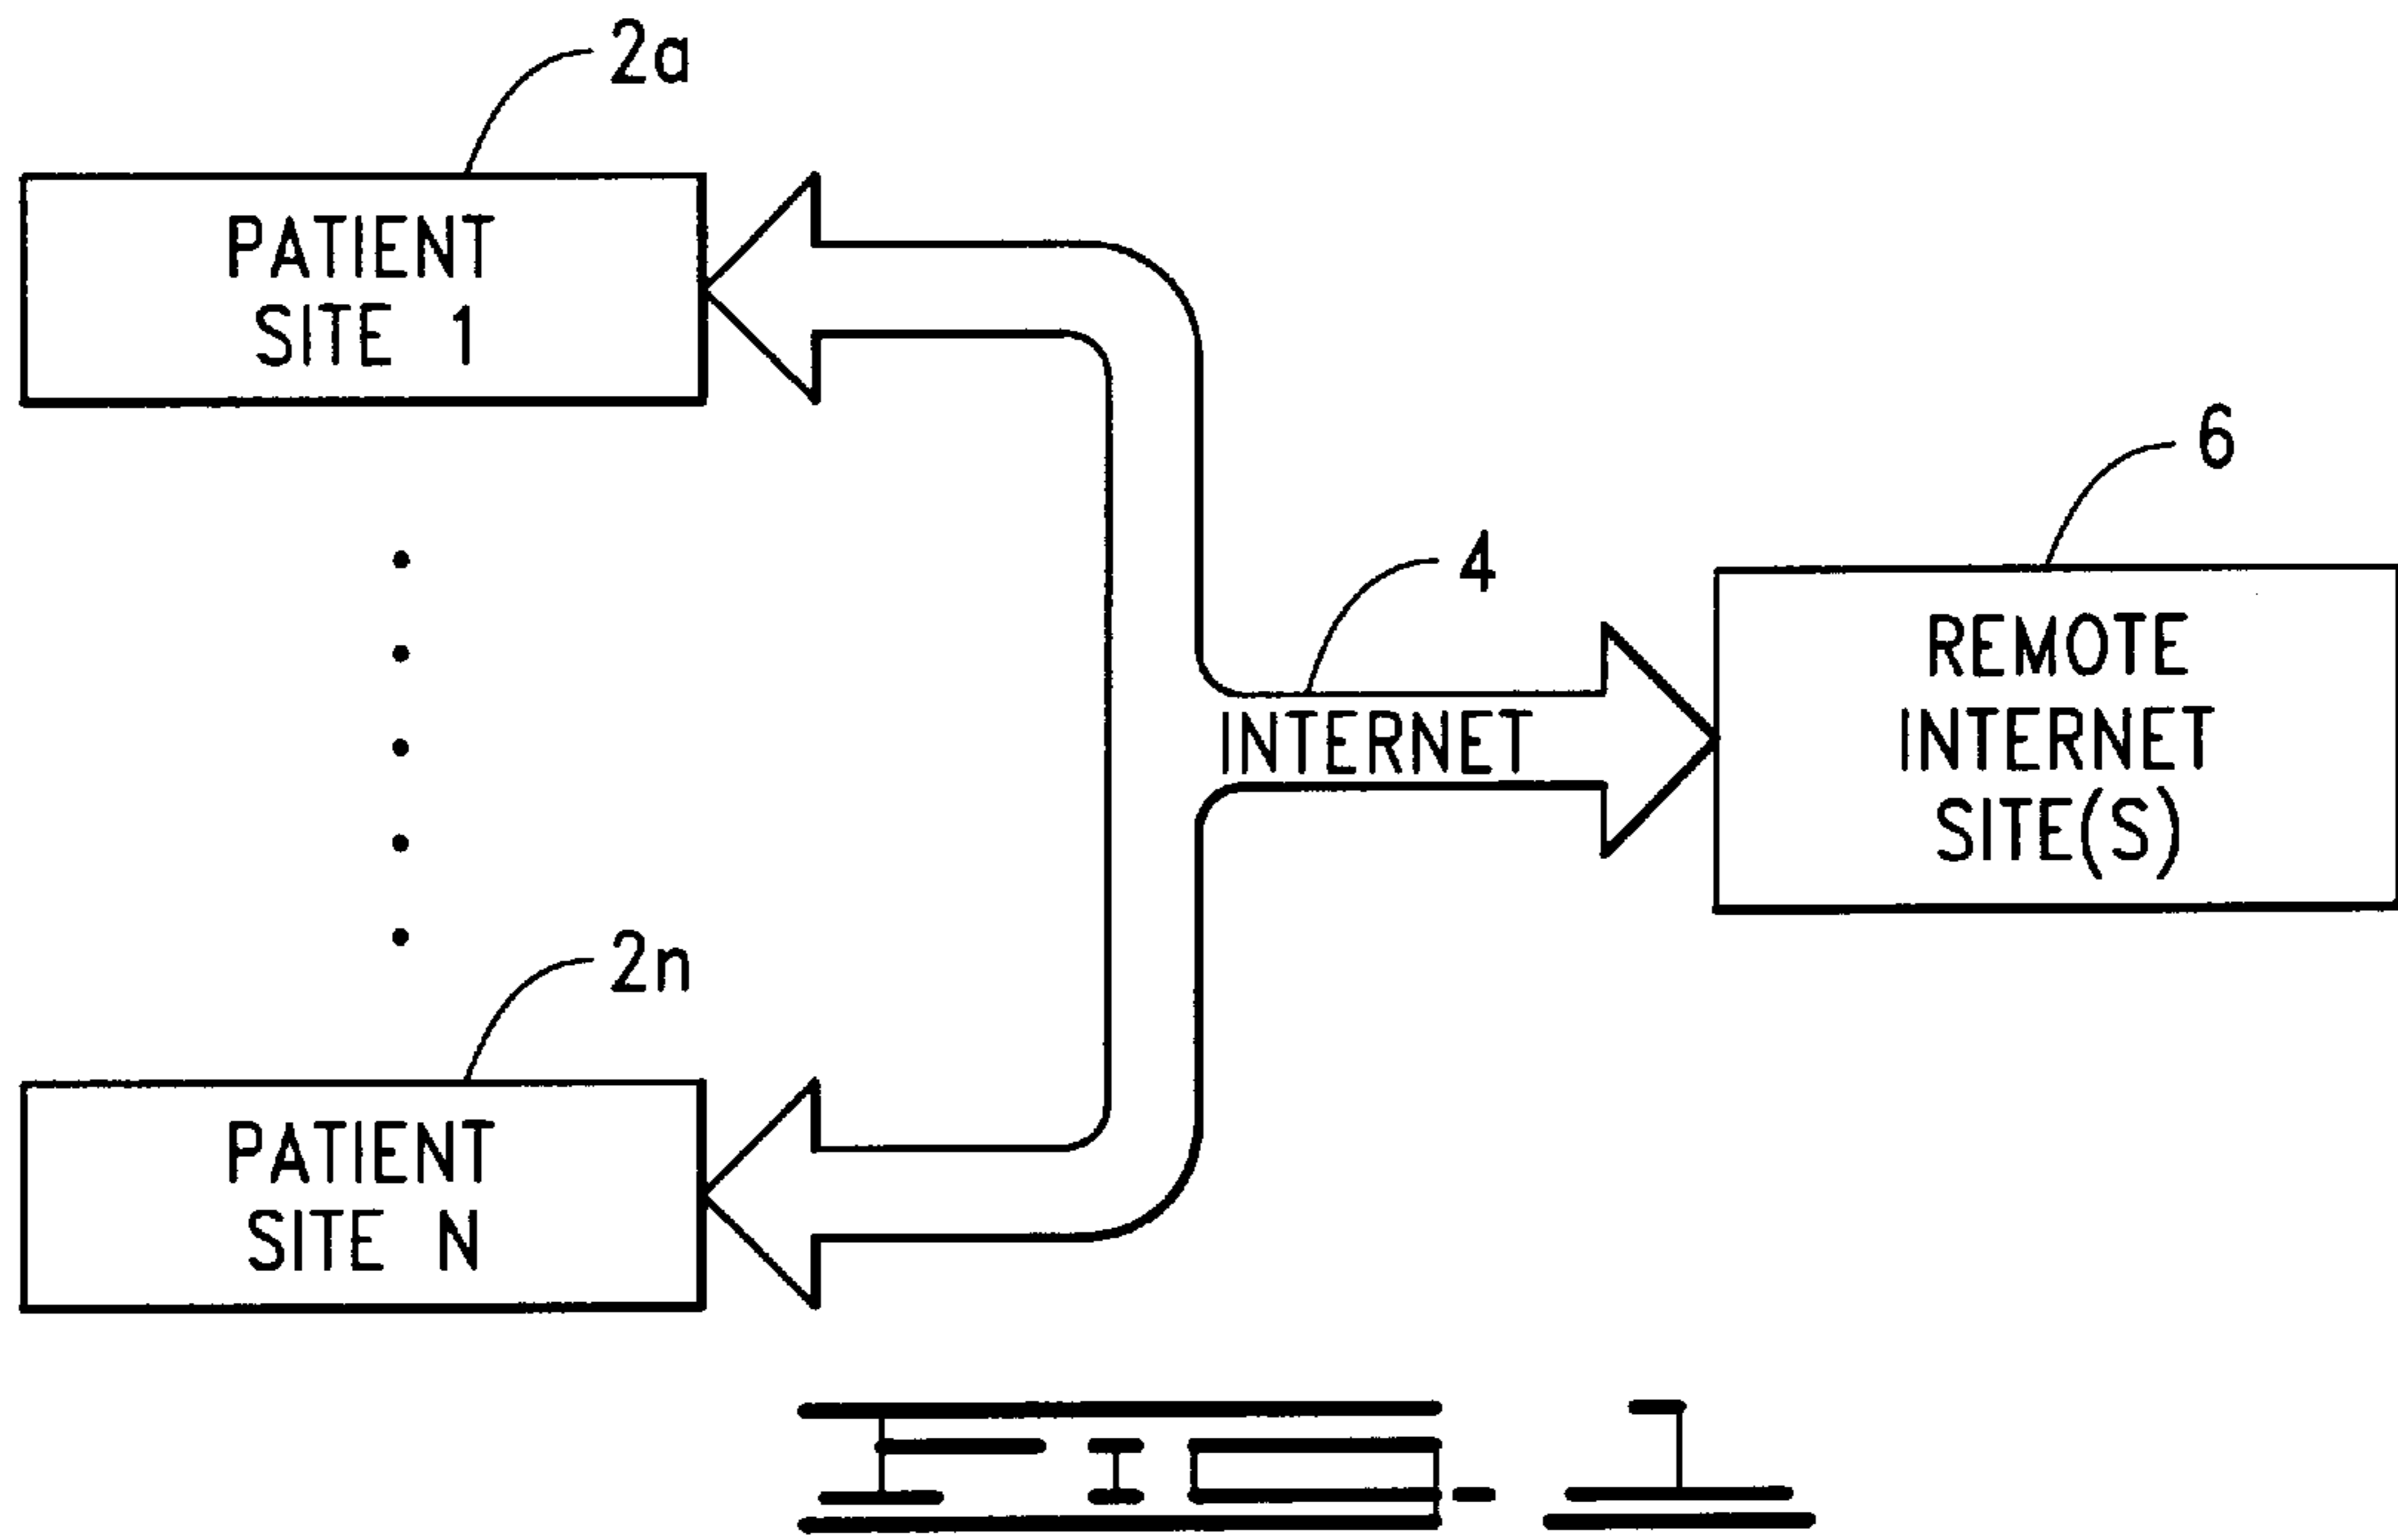 2a
PATIENT
SITE 1
6
4
REMOTE
INTERNET
SITE(S)
INTERNET
2n
PATIENT
SITE N
FIG-1